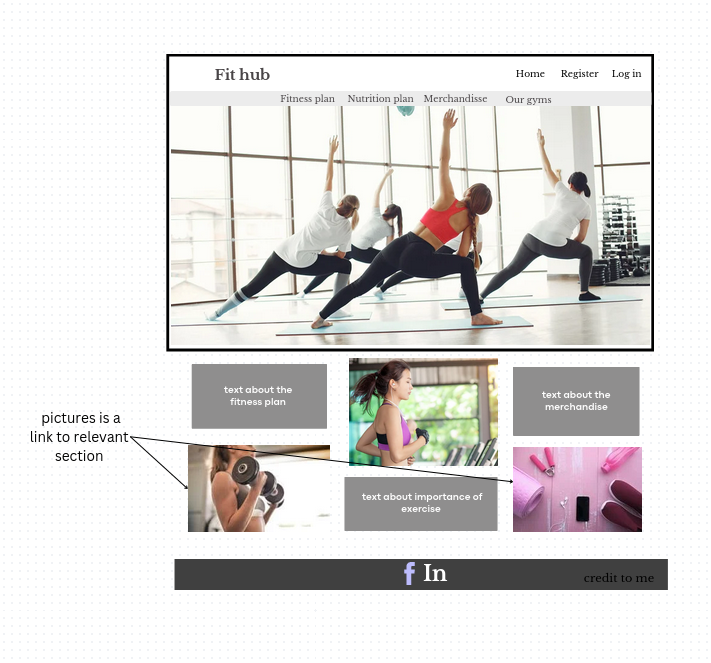 Fit hub
Home Register Log in
Fitness plan Nutrition plan Merchandisse Our gyms
text about the
fitness plan
text about the
merchandise
pictures is a
link to relevant
section
text about importance of
exercise
f In
credit to me